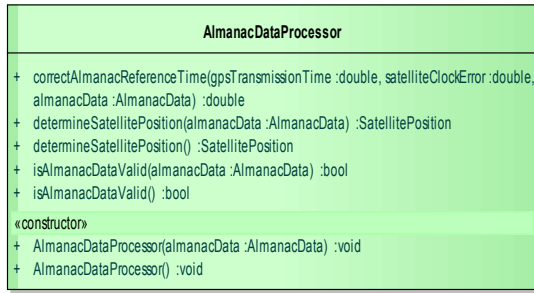 AlmanacDataProcessor
+ correctAlmanacReferenceTime(gpsTransmissionTime :double, satelliteClockError :double,
almanacData :AlmanacData) :double
+ determineSatellitePosition(almanacData :AlmanacData) :SatellitePosition
+ determineSatellitePosition() :SatellitePosition
+ isAlmanacDataValid(almanacData :AlmanacData) :bool
+ isAlmanacDataValid() :bool
«constructor»
+ AlmanacDataProcessor(almanacData :AlmanacData) :void
+ AlmanacDataProcessor() :void